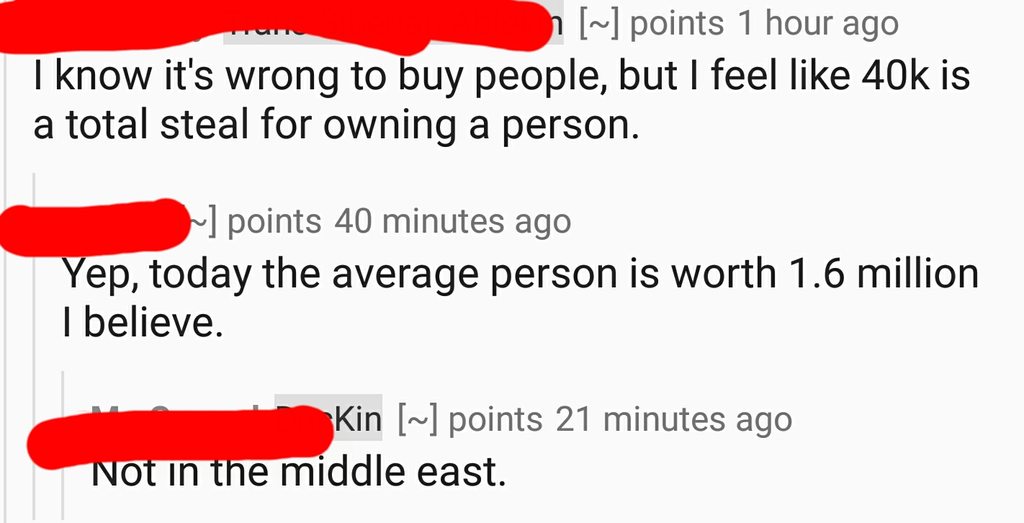 [~] points 1 hour ago
I know it's wrong to buy people, but I feel like 40k is
a total steal for owning a person.
~] points 40 minutes ago
Yep, today the average person is worth 1.6 million
I believe.
Kin [~] points 21 minutes ago
Not in the middle east.